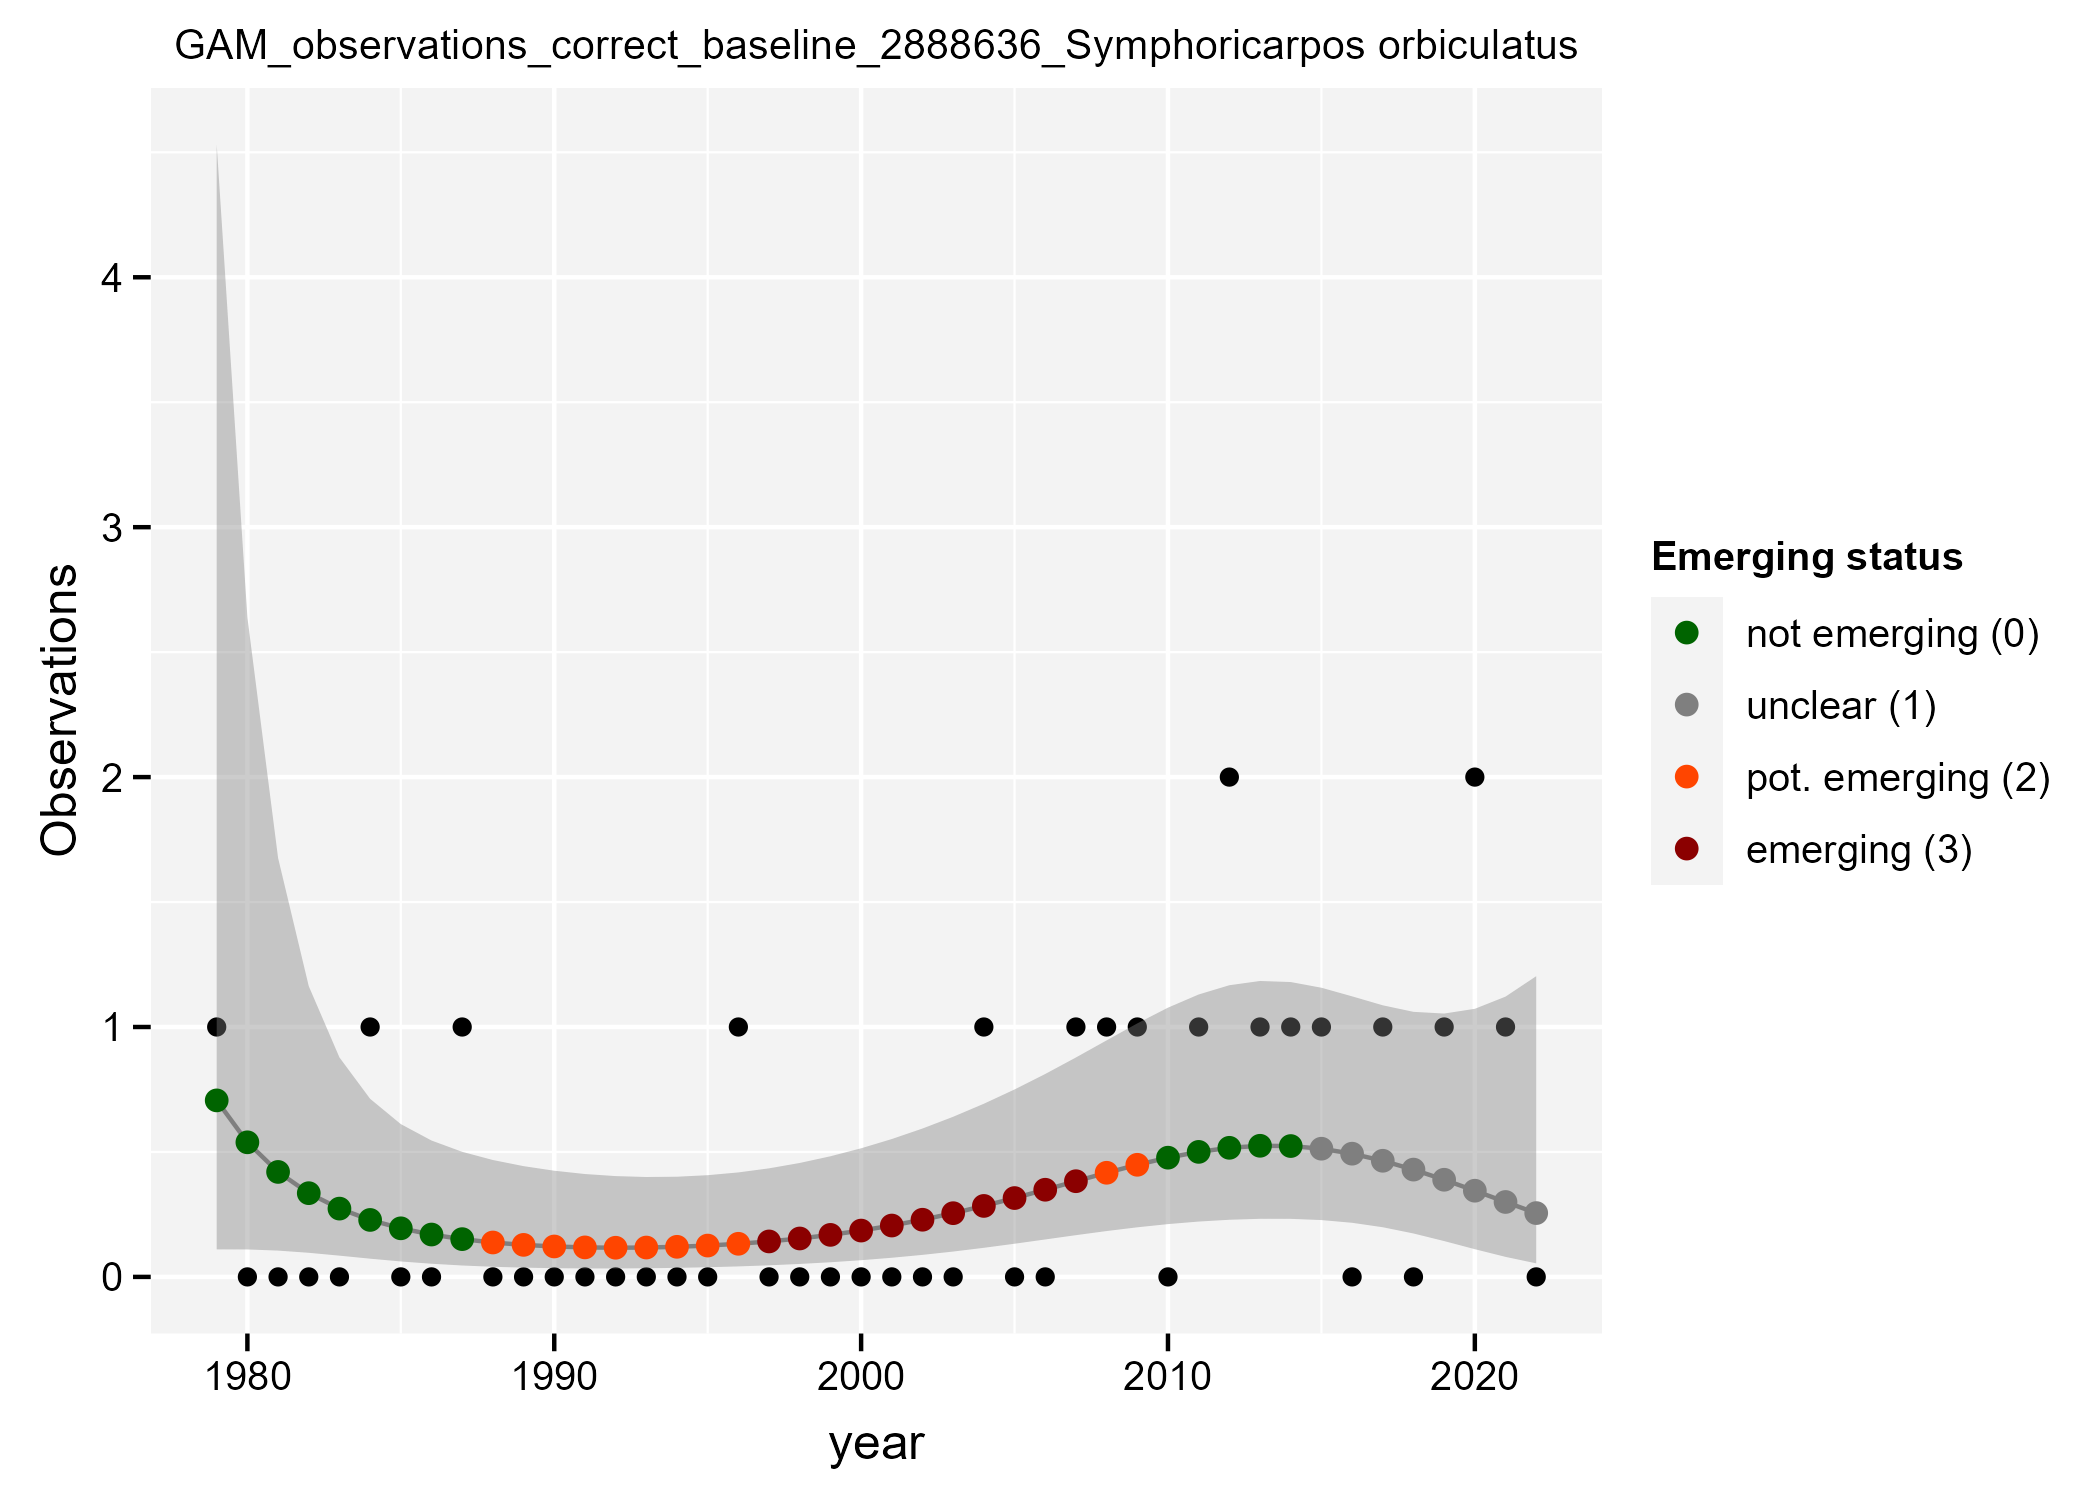 GAM_observations_correct_baseline_2888636_Symphoricarpos orbiculatus
Observations
4
3
2
1
0
1980 1990 2000 2010 2020
year
Emerging status
not emerging (0)
unclear (1)
pot. emerging (2)
emerging (3)